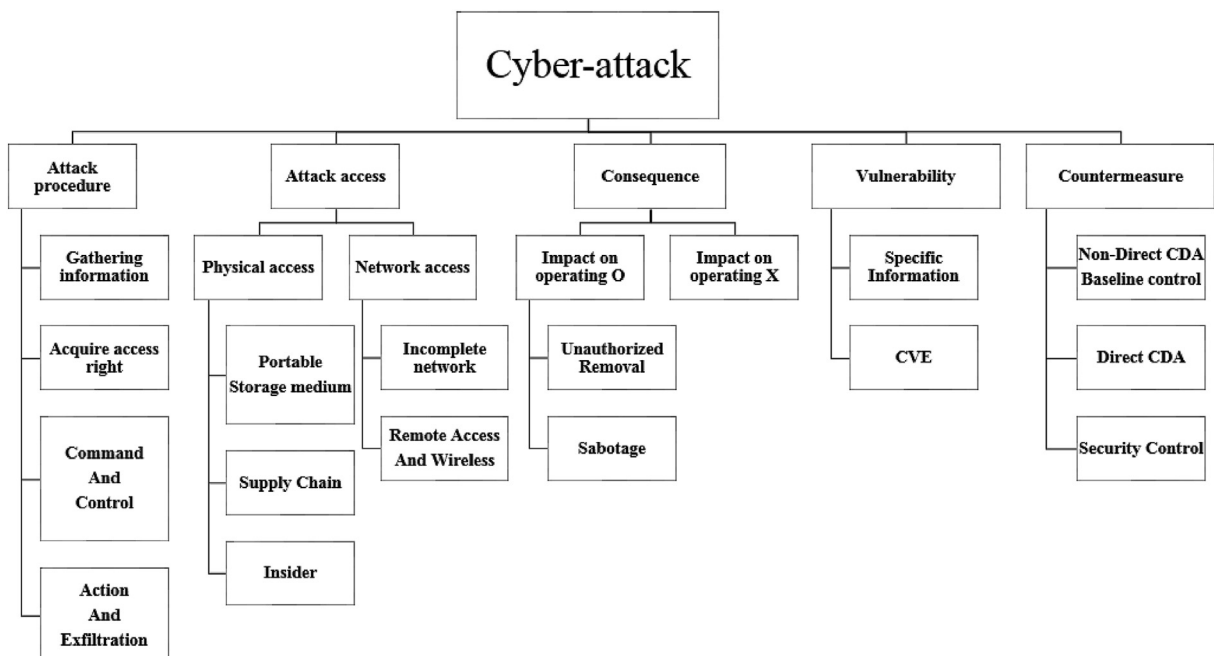 Cyber-attack
Attack
procedure
Attack access
Consequence
Vulnerability
Countermeasure
Gathering
information
Physical access
Network access
Impact on
operating O
Impact on
operating X
Specific
Information
Non-Direct CDA
Baseline control
Acquire access
right
Portable
Storage medium
Incomplete
network
Unauthorized
Removal
CVE
Direct CDA
Command
And
Control
Supply Chain
Remote Access
And Wireless
Sabotage
Security Control
Action
And
Exfiltration
Insider